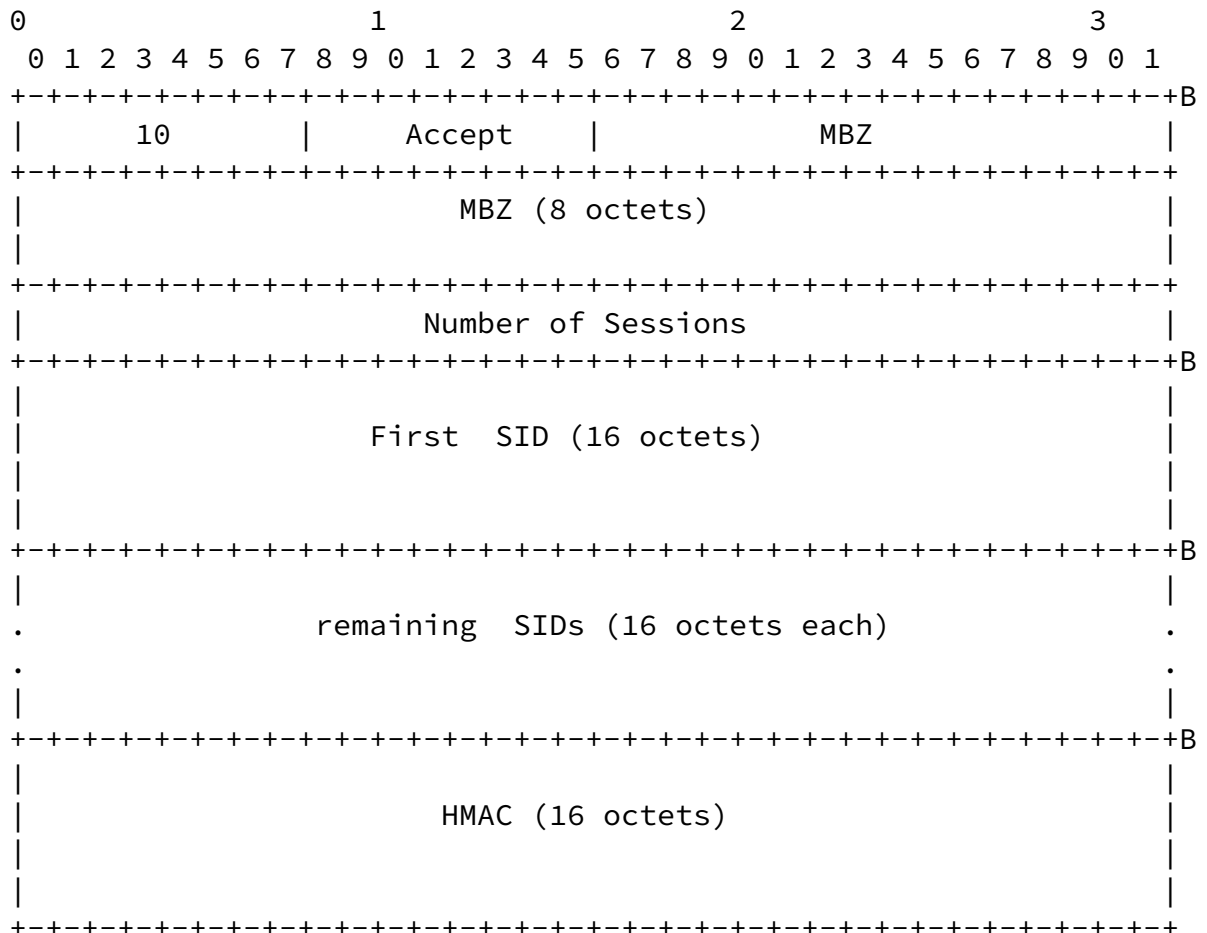 0                   1                   2                   3
 0 1 2 3 4 5 6 7 8 9 0 1 2 3 4 5 6 7 8 9 0 1 2 3 4 5 6 7 8 9 0 1
+-+-+-+-+-+-+-+-+-+-+-+-+-+-+-+-+-+-+-+-+-+-+-+-+-+-+-+-+-+-+-+-+B
|      10       |     Accept    |            MBZ                |
+-+-+-+-+-+-+-+-+-+-+-+-+-+-+-+-+-+-+-+-+-+-+-+-+-+-+-+-+-+-+-+-+
|                        MBZ (8 octets)                         |
|                                                               |
+-+-+-+-+-+-+-+-+-+-+-+-+-+-+-+-+-+-+-+-+-+-+-+-+-+-+-+-+-+-+-+-+
|                      Number of Sessions                       |
+-+-+-+-+-+-+-+-+-+-+-+-+-+-+-+-+-+-+-+-+-+-+-+-+-+-+-+-+-+-+-+-+B
|                                                               |
|                   First  SID (16 octets)                      |
|                                                               |
|                                                               |
+-+-+-+-+-+-+-+-+-+-+-+-+-+-+-+-+-+-+-+-+-+-+-+-+-+-+-+-+-+-+-+-+B
|                                                               |
.                remaining  SIDs (16 octets each)               .
.                                                               .
|                                                               |
+-+-+-+-+-+-+-+-+-+-+-+-+-+-+-+-+-+-+-+-+-+-+-+-+-+-+-+-+-+-+-+-+B
|                                                               |
|                       HMAC (16 octets)                        |
|                                                               |
|                                                               |
+-+-+-+-+-+-+-+-+-+-+-+-+-+-+-+-+-+-+-+-+-+-+-+-+-+-+-+-+-+-+-+-+